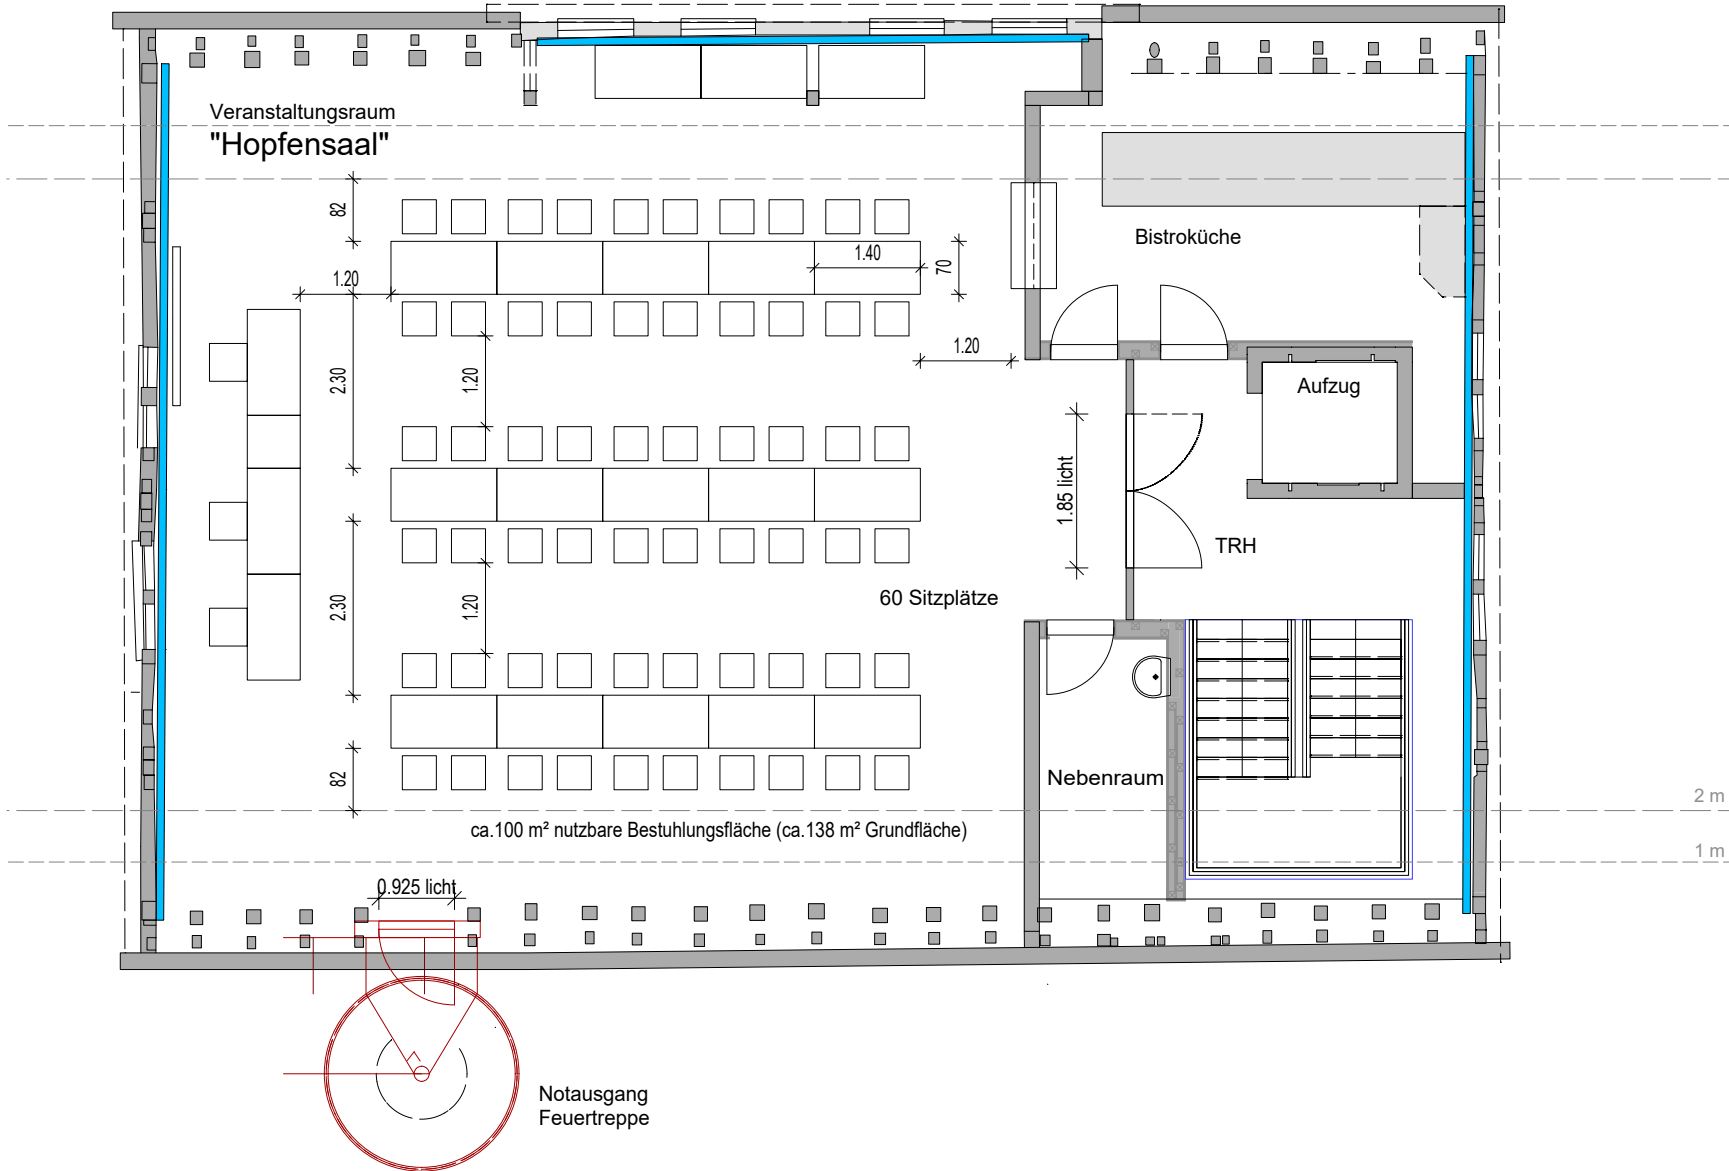 Veranstaltungsraum
"Hopfensaal"
82
1.20
1.40
70
Bistroküche
1.20
2.30
1.20
Aufzug
1.85 licht
TRH
2.30
1.20
60 Sitzplätze
82
Nebenraum
2 m
ca.100 m² nutzbare Bestuhlungsfläche (ca.138 m² Grundfläche)
1 m
0.925 licht
Notausgang
Feuertreppe